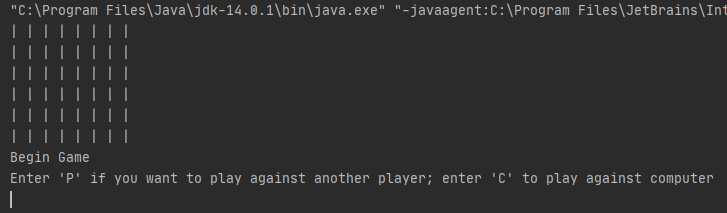 "C:\Program Files\Java\jdk-14.0.1\bin\java.exe" "-javaagent:C:\Program Files\JetBrains\Int
| | | | | | | |
| | | | | | | |
| | | | | | | |
| | | | | | | |
| | | | | | | |
| | | | | | | |
Begin Game
Enter 'P' if you want to play against another player; enter 'C' to play against computer